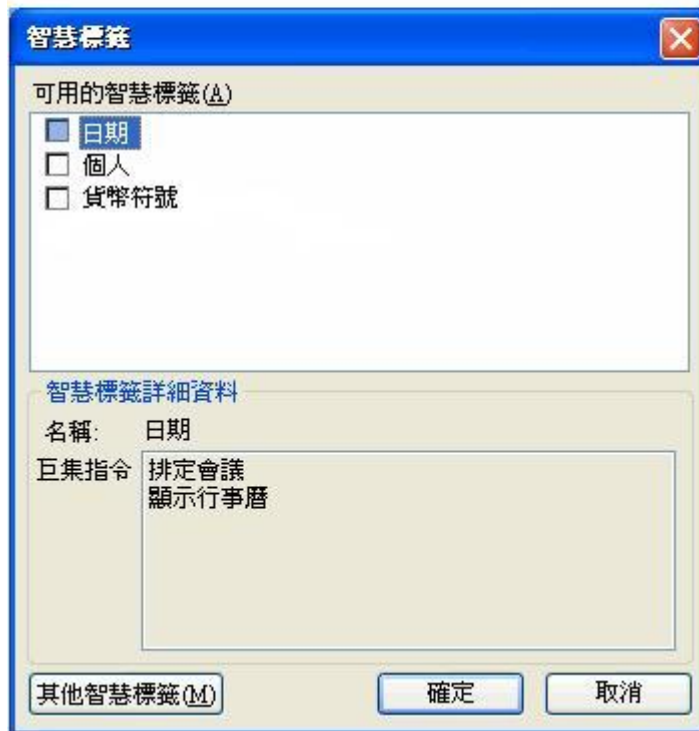 智慧標籤
可用的智慧標籤(A)
日期
個人
貨幣符號
智慧標籤詳細資料
名稱: 日期
巨集指令 排定會議
顯示行事曆
其他智慧標籤(M) 確定 取消